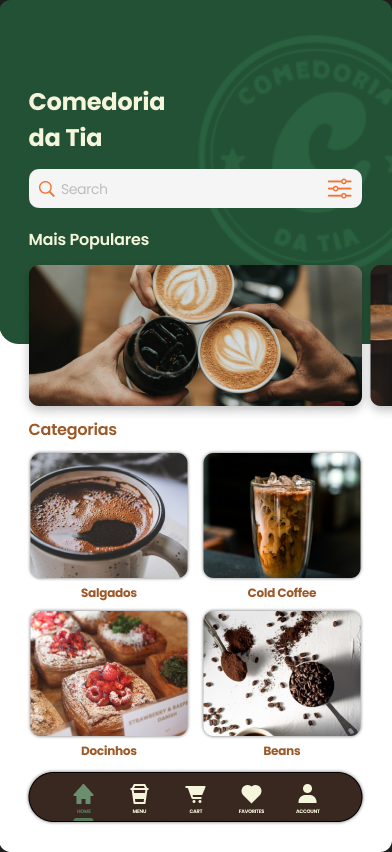 COMEDORIA
DA TIA
Comedoria
da Tia
Search
Mais Populares
Categorias
Salgados
Cold Coffee
STRAWBERRY &
DANISH
Docinhos
Beans
HOME
MENU
CART
FAVORITES
ACCOUNT